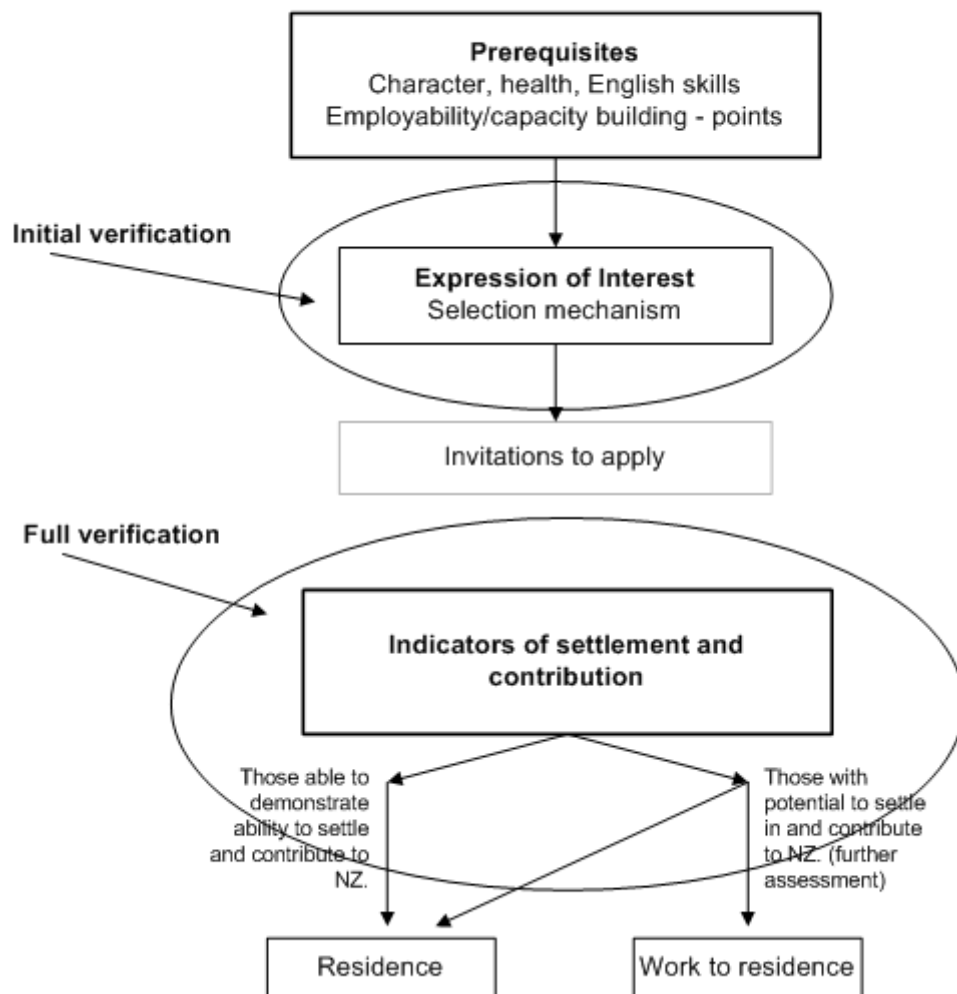 Prerequisites
Character, health, English skills
Employability/capacity building - points
Initial verification
Expression of Interest
Selection mechanism
Invitations to apply
Full verification
Indicators of settlement and
contribution
Those able to
demonstrate
ability to settle
and contribute to
NZ.
Those with
potential to settle
in and contribute
to NZ. (further
assessment)
Residence
Work to residence